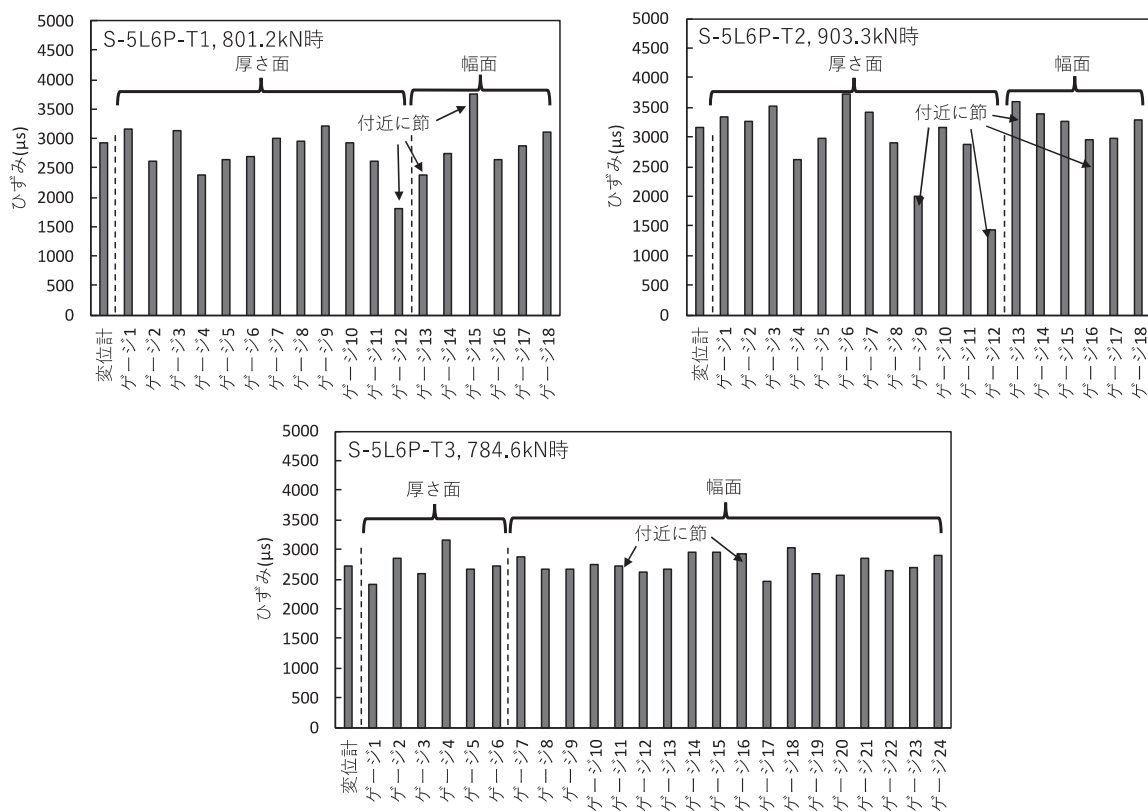 S-5L6P-T1, 801.2kN時
厚さ面
幅面
付近に節
ひずみ(μs)
5000
4500
4000
3500
3000
2500
2000
1500
1000
500
0
変位計
ゲージ1
ゲージ2
ゲージ3
ゲージ4
ゲージ5
ゲージ6
ゲージ7
ゲージ8
ゲージ9
ゲージ10
ゲージ11
ゲージ12
ゲージ13
ゲージ14
ゲージ15
ゲージ16
ゲージ17
ゲージ18
S-5L6P-T2, 903.3kN時
厚さ面
幅面
付近に節
ひずみ(μs)
5000
4500
4000
3500
3000
2500
2000
1500
1000
500
0
変位計
ゲージ1
ゲージ2
ゲージ3
ゲージ4
ゲージ5
ゲージ6
ゲージ7
ゲージ8
ゲージ9
ゲージ10
ゲージ11
ゲージ12
ゲージ13
ゲージ14
ゲージ15
ゲージ16
ゲージ17
ゲージ18
S-5L6P-T3, 784.6kN時
厚さ面
幅面
付近に節
ひずみ(μs)
5000
4500
4000
3500
3000
2500
2000
1500
1000
500
0
変位計
ゲージ1
ゲージ2
ゲージ3
ゲージ4
ゲージ5
ゲージ6
ゲージ7
ゲージ8
ゲージ9
ゲージ10
ゲージ11
ゲージ12
ゲージ13
ゲージ14
ゲージ15
ゲージ16
ゲージ17
ゲージ18
ゲージ19
ゲージ20
ゲージ21
ゲージ22
ゲージ23
ゲージ24